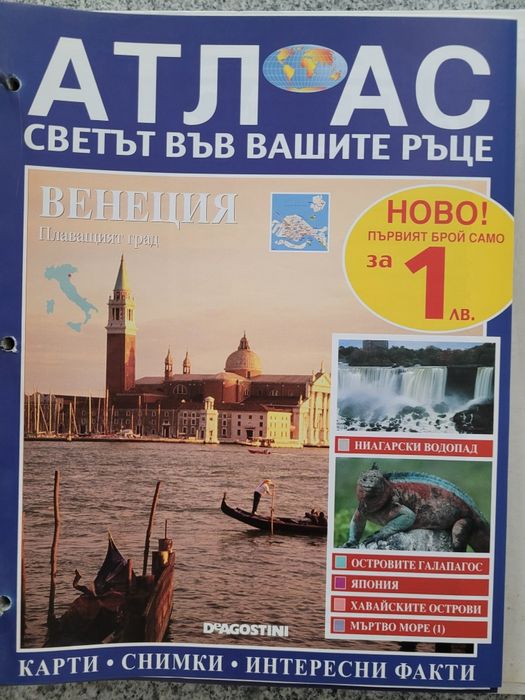 АТЛАС
СВЕТЪТ ВЪВ ВАШИТЕ РЪЦЕ
ВЕНЕЦИЯ
Плаващият град
НОВО!
ПЪРВИЯТ БРОЙ САМО
за 1 лв.
НИАГАРСКИ ВОДОПАД
ОСТРОВИТЕ ГАЛАПАГОС
ЯПОНИЯ
ХАВАЙСКИТЕ ОСТРОВИ
МЪРТВО МОРЕ (1)
DeAGOSTINI
КАРТИ • СНИМКИ • ИНТЕРЕСНИ ФАКТИ